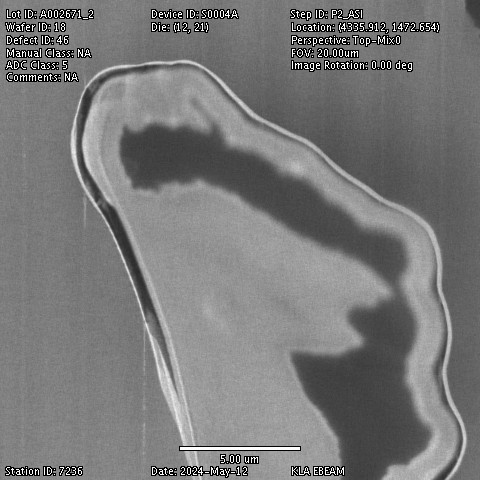 Lot ID: A002671_2
Wafer ID: 18
Defect ID: 46
Manual Class: NA
ADC Class: 5
Comments: NA
Device ID: S0004A
Die: (12, 21)
Step ID: P2_ASI
Location: (4335.912, 1472.654)
Perspective: Top-Mix0
FOV: 20.00um
Image Rotation: 0.00 deg
5.00 um
Station ID: 7236
Date: 2024-May-12
KLA EBEAM